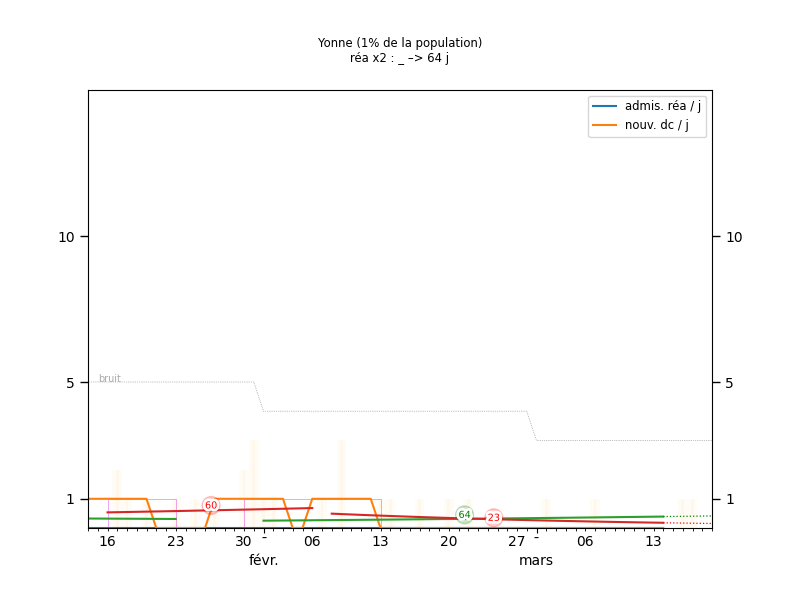 Yonne (1% de la population)
réa x2 : _ –> 64 j
admis. réa / j
nouv. dc / j
10
10
bruit
5
5
1
1
60
64
23
16
23
30
-
06
13
20
27
-
06
13
févr.
mars